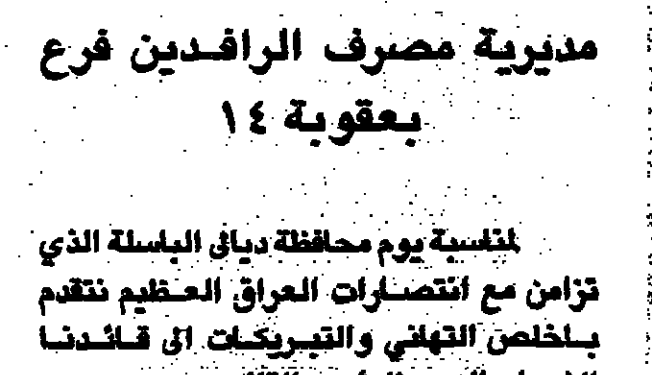 مديرية مصرف الرافدين فرع
بعقوبة ١٤
لمناسبة يوم محافظة ديالى الباسلة الذي
تزامن مع انتصارات العراق العظيم نتقدم
باخلص التهاني والتبريكات الى قائدنا